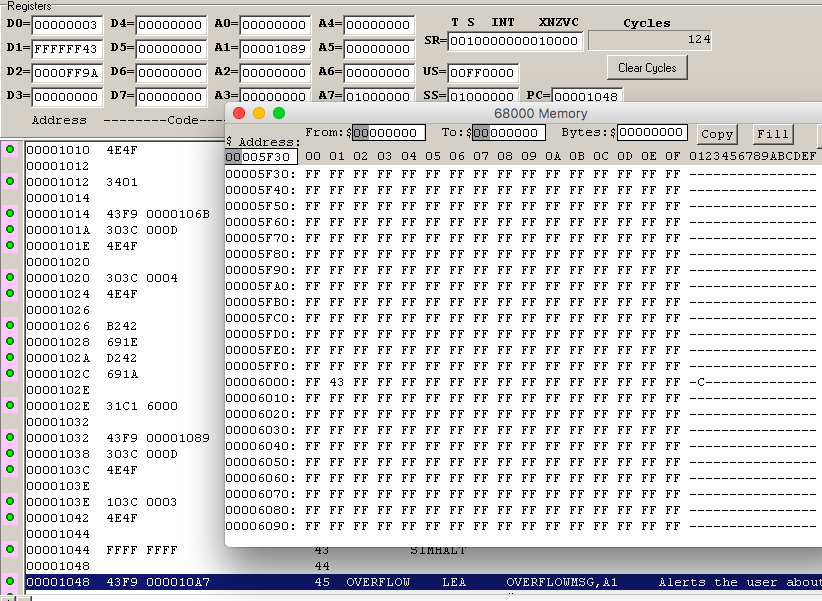 Registers
D0= 00000003 D4= 00000000 A0= 00000000 A4= 00000000 T S INT XNZVC Cycles
D1= FFFFFF43 D5= 00000000 A1= 00001089 A5= 00000000 SR= 0010000000010000 124
D2= 0000FF9A D6= 00000000 A2= 00000000 A6= 00000000 US= 00FF0000 Clear Cycles
D3= 00000000 D7= 00000000 A3= 00000000 A7= 01000000 SS= 01000000 PC= 00001048
Address --------Code---
68000 Memory
From:$ 00000000 To:$ 00000000 Bytes:$ 00000000 Copy Fill
$ Address:
00005F30 00 01 02 03 04 05 06 07 08 09 0A 0B 0C 0D 0E 0F 0123456789ABCDEF
00005F30: FF FF FF FF FF FF FF FF FF FF FF FF FF FF FF FF ----------------
00005F40: FF FF FF FF FF FF FF FF FF FF FF FF FF FF FF FF ----------------
00005F50: FF FF FF FF FF FF FF FF FF FF FF FF FF FF FF FF ----------------
00005F60: FF FF FF FF FF FF FF FF FF FF FF FF FF FF FF FF ----------------
00005F70: FF FF FF FF FF FF FF FF FF FF FF FF FF FF FF FF ----------------
00005F80: FF FF FF FF FF FF FF FF FF FF FF FF FF FF FF FF ----------------
00005F90: FF FF FF FF FF FF FF FF FF FF FF FF FF FF FF FF ----------------
00005FA0: FF FF FF FF FF FF FF FF FF FF FF FF FF FF FF FF ----------------
00005FB0: FF FF FF FF FF FF FF FF FF FF FF FF FF FF FF FF ----------------
00005FC0: FF FF FF FF FF FF FF FF FF FF FF FF FF FF FF FF ----------------
00005FD0: FF FF FF FF FF FF FF FF FF FF FF FF FF FF FF FF ----------------
00005FE0: FF FF FF FF FF FF FF FF FF FF FF FF FF FF FF FF ----------------
00005FF0: FF FF FF FF FF FF FF FF FF FF FF FF FF FF FF FF ----------------
00006000: FF 43 FF FF FF FF FF FF FF FF FF FF FF FF FF FF -C--------------
00006010: FF FF FF FF FF FF FF FF FF FF FF FF FF FF FF FF ----------------
00006020: FF FF FF FF FF FF FF FF FF FF FF FF FF FF FF FF ----------------
00006030: FF FF FF FF FF FF FF FF FF FF FF FF FF FF FF FF ----------------
00006040: FF FF FF FF FF FF FF FF FF FF FF FF FF FF FF FF ----------------
00006050: FF FF FF FF FF FF FF FF FF FF FF FF FF FF FF FF ----------------
00006060: FF FF FF FF FF FF FF FF FF FF FF FF FF FF FF FF ----------------
00006070: FF FF FF FF FF FF FF FF FF FF FF FF FF FF FF FF ----------------
00006080: FF FF FF FF FF FF FF FF FF FF FF FF FF FF FF FF ----------------
00006090: FF FF FF FF FF FF FF FF FF FF FF FF FF FF FF FF ----------------
00001010 4E4F
00001012
00001012 3401
00001014
00001014 43F9 0000106B
0000101A 303C 000D
0000101E 4E4F
00001020
00001020 303C 0004
00001024 4E4F
00001026
00001026 B242
00001028 691E
0000102A D242
0000102C 691A
0000102E
0000102E 31C1 6000
00001032
00001032 43F9 00001089
00001038 303C 000D
0000103C 4E4F
0000103E
0000103E 103C 0003
00001042 4E4F
00001044
00001044 FFFF FFFF 43 SIMHALT
00001048 44
00001048 43F9 000010A7 45 OVERFLOW LEA OVERFLOWMSG,A1 Alerts the user about